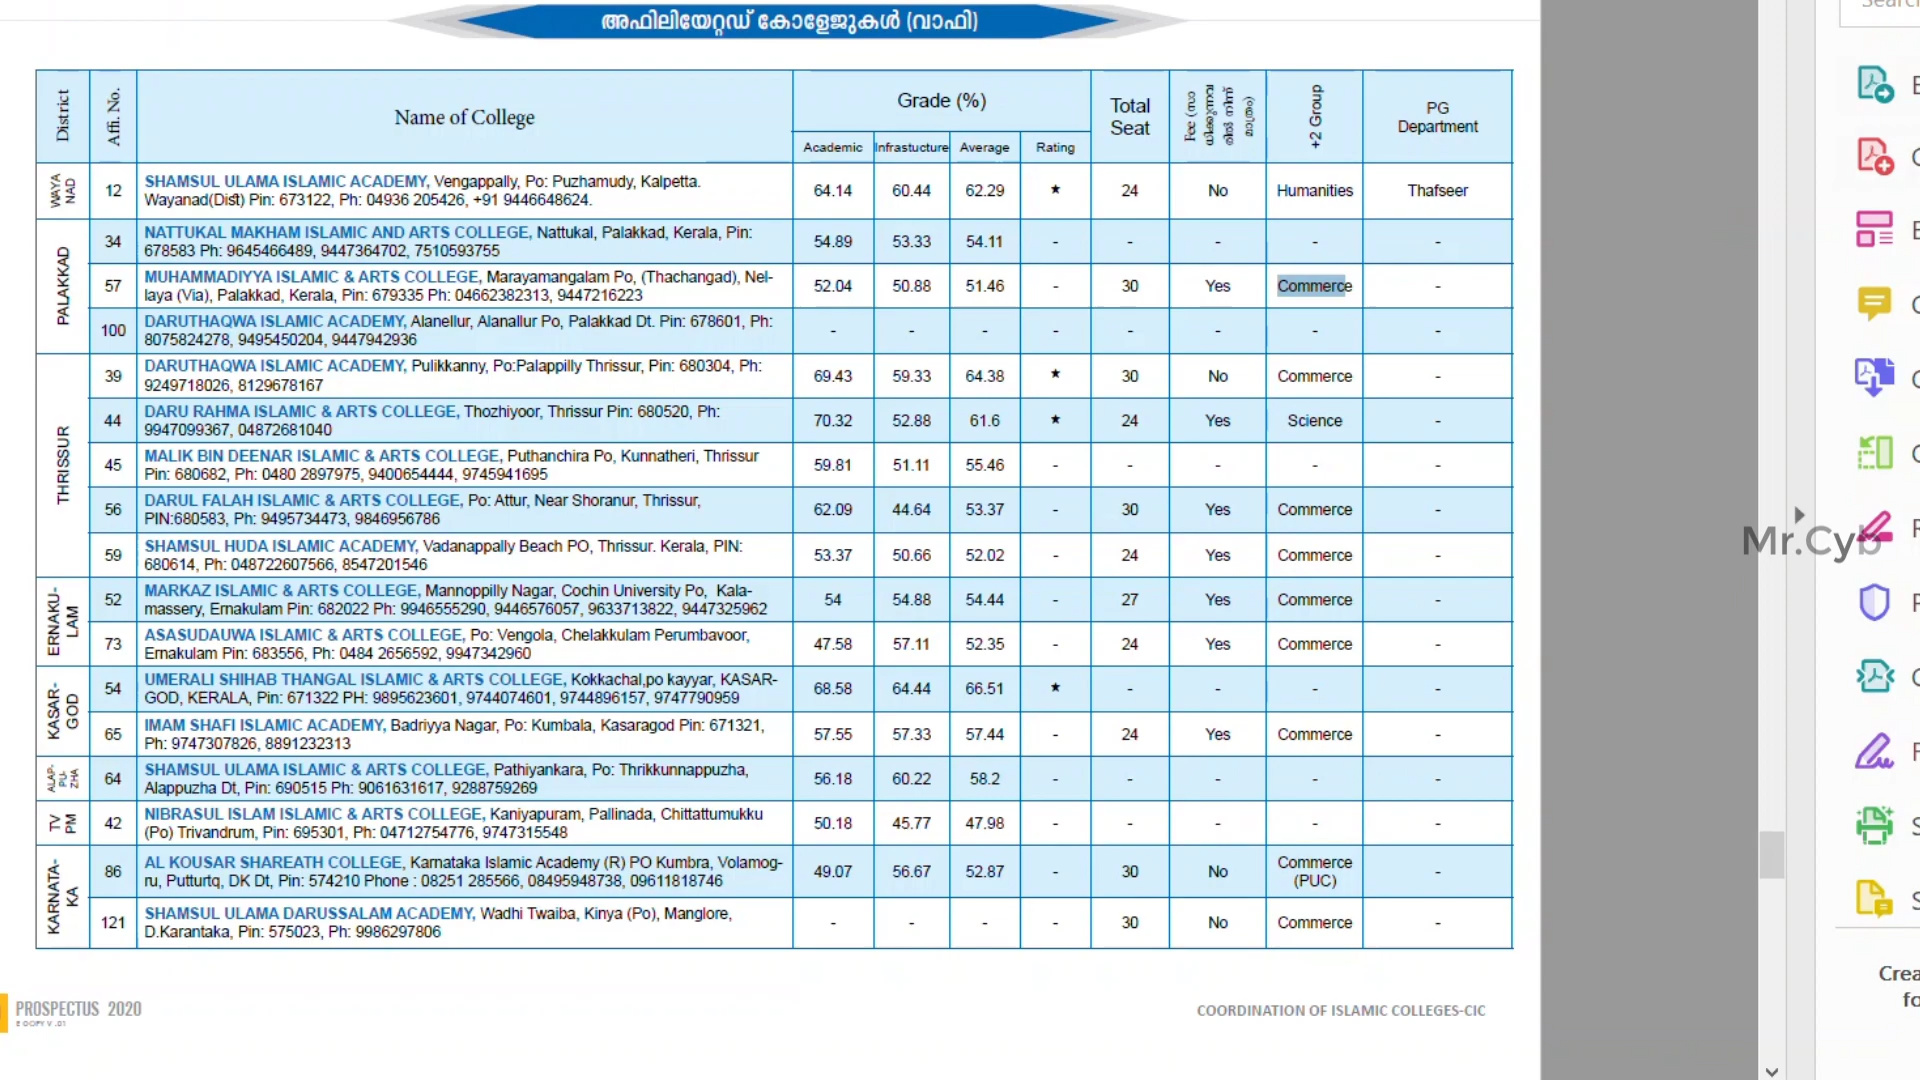 അഫിലിയേറ്റഡ് കോളേജുകൾ (വാഫി)
District
Affi. No.
Name of College
Grade (%)
Academic
Infrastucture
Average
Rating
Total
Seat
+2 Group
PG
Department
WAYA
NAD
12
SHAMSUL ULAMA ISLAMIC ACADEMY, Vengappally, Po: Puzhamudy, Kalpetta.
Wayanad(Dist) Pin: 673122, Ph: 04936 205426, +91 9446648624.
64.14 60.44 62.29 ★ 24 No Humanities Thafseer
PALAKKAD
34
NATTUKAL MAKHAM ISLAMIC AND ARTS COLLEGE, Nattukal, Palakkad, Kerala, Pin:
678583 Ph: 9645466489, 9447364702, 7510593755
54.89 53.33 54.11 - - - - -
57
MUHAMMADIYYA ISLAMIC & ARTS COLLEGE, Marayamangalam Po, (Thachangad), Nel-
laya (Via), Palakkad, Kerala, Pin: 679335 Ph: 04662382313, 9447216223
52.04 50.88 51.46 - 30 Yes Commerce -
100
DARUTHAQWA ISLAMIC ACADEMY, Alanellur, Alanallur Po, Palakkad Dt. Pin: 678601, Ph:
8075824278, 9495450204, 9447942936
- - - - - - - -
THRISSUR
39
DARUTHAQWA ISLAMIC ACADEMY, Pulikkanny, Po:Palappilly Thrissur, Pin: 680304, Ph:
9249718026, 8129678167
69.43 59.33 64.38 ★ 30 No Commerce -
44
DARU RAHMA ISLAMIC & ARTS COLLEGE, Thozhiyoor, Thrissur Pin: 680520, Ph:
9947099367, 04872681040
70.32 52.88 61.6 ★ 24 Yes Science -
45
MALIK BIN DEENAR ISLAMIC & ARTS COLLEGE, Puthanchira Po, Kunnatheri, Thrissur
Pin: 680682, Ph: 0480 2897975, 9400654444, 9745941695
59.81 51.11 55.46 - - - - -
56
DARUL FALAH ISLAMIC & ARTS COLLEGE, Po: Attur, Near Shoranur, Thrissur,
PIN:680583, Ph: 9495734473, 9846956786
62.09 44.64 53.37 - 30 Yes Commerce -
59
SHAMSUL HUDA ISLAMIC ACADEMY, Vadanappally Beach PO, Thrissur. Kerala, PIN:
680614, Ph: 048722607566, 8547201546
53.37 50.66 52.02 - 24 Yes Commerce -
ERNAKU-
LAM
52
MARKAZ ISLAMIC & ARTS COLLEGE, Mannoppilly Nagar, Cochin University Po, Kala-
massery, Ernakulam Pin: 682022 Ph: 9946555290, 9446576057, 9633713822, 9447325962
54 54.88 54.44 - 27 Yes Commerce -
73
ASASUDAUWA ISLAMIC & ARTS COLLEGE, Po: Vengola, Chelakkulam Perumbavoor,
Ernakulam Pin: 683556, Ph: 0484 2656592, 9947342960
47.58 57.11 52.35 - 24 Yes Commerce -
KASAR-
GOD
54
UMERALI SHIHAB THANGAL ISLAMIC & ARTS COLLEGE, Kokkachal,po kayyar, KASAR-
GOD, KERALA, Pin: 671322 PH: 9895623601, 9744074601, 9744896157, 9747790959
68.58 64.44 66.51 ★ - - - -
65
IMAM SHAFI ISLAMIC ACADEMY, Badriyya Nagar, Po: Kumbala, Kasaragod Pin: 671321,
Ph: 9747307826, 8891232313
57.55 57.33 57.44 - 24 Yes Commerce -
ALAP-
PU-
ZHA
64
SHAMSUL ULAMA ISLAMIC & ARTS COLLEGE, Pathiyankara, Po: Thrikkunnappuzha,
Alappuzha Dt, Pin: 690515 Ph: 9061631617, 9288759269
56.18 60.22 58.2 - - - - -
TV
PM
42
NIBRASUL ISLAM ISLAMIC & ARTS COLLEGE, Kaniyapuram, Pallinada, Chittattumukku
(Po) Trivandrum, Pin: 695301, Ph: 04712754776, 9747315548
50.18 45.77 47.98 - - - - -
KARNATA-
KA
86
AL KOUSAR SHAREATH COLLEGE, Karnataka Islamic Academy (R) PO Kumbra, Volamog-
ru, Putturtq, DK Dt, Pin: 574210 Phone : 08251 285566, 08495948738, 09611818746
49.07 56.67 52.87 - 30 No Commerce
(PUC) -
121
SHAMSUL ULAMA DARUSSALAM ACADEMY, Wadhi Twaiba, Kinya (Po), Manglore,
D.Karantaka, Pin: 575023, Ph: 9986297806
- - - - 30 No Commerce -
PROSPECTUS 2020
E COPY V .01
COORDINATION OF ISLAMIC COLLEGES-CIC
Mr.Cyb